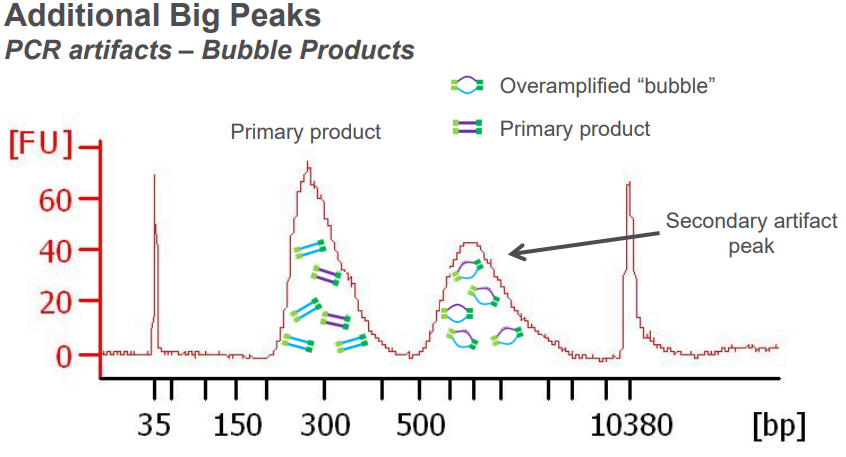 Additional Big Peaks
PCR artifacts – Bubble Products
Overamplified “bubble”
Primary product
Primary product
[FU]
60
40
20
0
Secondary artifact
peak
35 150 300 500 10380 [bp]